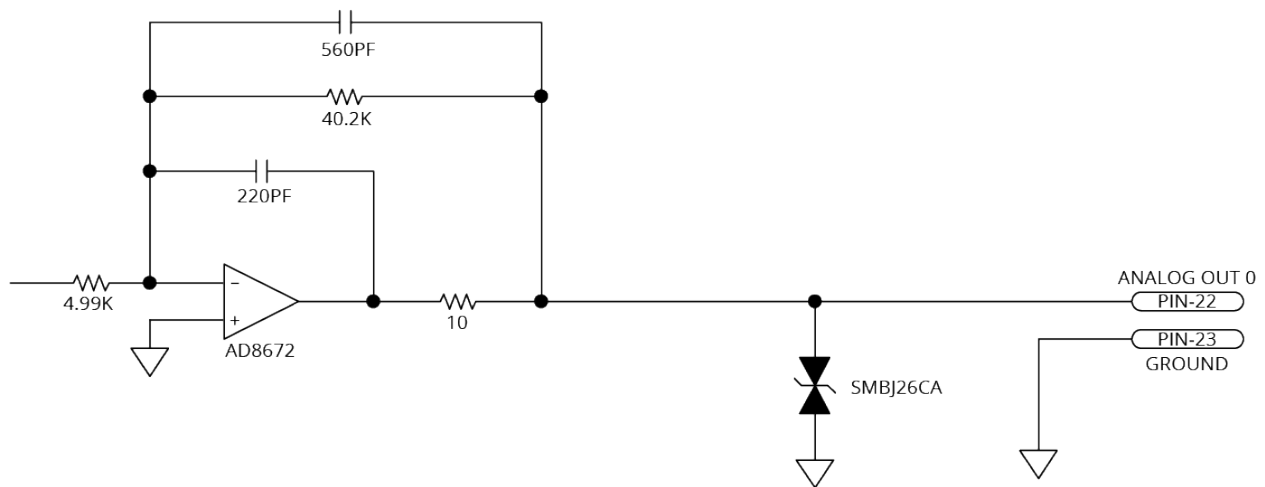 560PF
40.2K
220PF
4.99K
−
+
AD8672
10
ANALOG OUT 0
PIN-22
PIN-23
GROUND
SMBJ26CA